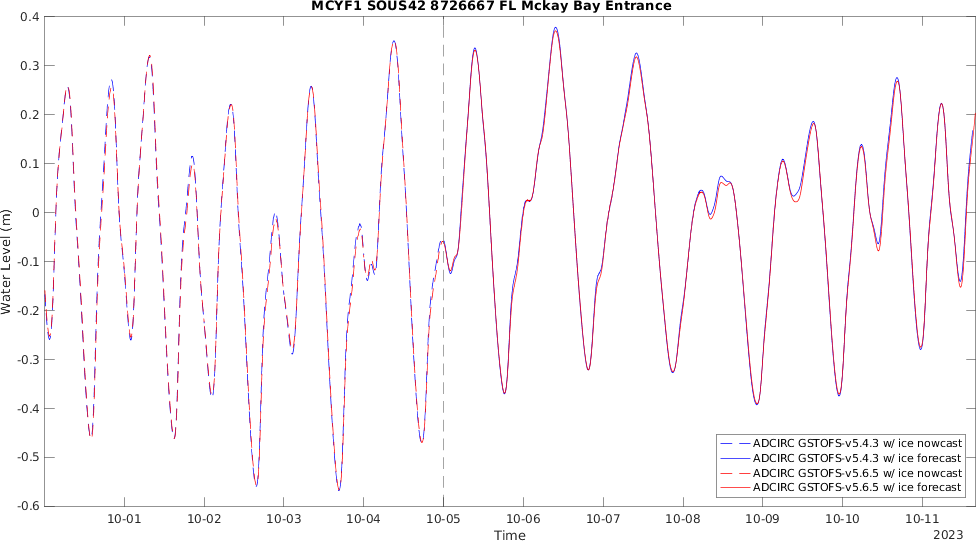 MCYF1 SOUS42 8726667 FL Mckay Bay Entrance
0.4
0.3
0.2
0.1
0
-0.1
-0.2
-0.3
-0.4
-0.5
-0.6
Water Level (m)
ADCIRC GSTOFS-v5.4.3 w/ ice nowcast
ADCIRC GSTOFS-v5.4.3 w/ ice forecast
ADCIRC GSTOFS-v5.6.5 w/ ice nowcast
ADCIRC GSTOFS-v5.6.5 w/ ice forecast
10-01 10-02 10-03 10-04 10-05 10-06 10-07 10-08 10-09 10-10 10-11
Time
2023